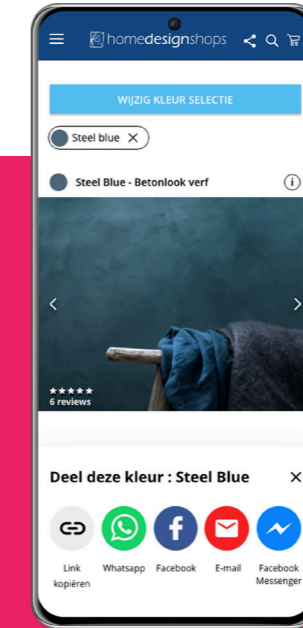 homedesignshops
WIJZIG KLEUR SELECTIE
Steel blue
Steel Blue - Betonlook verf
6 reviews
Deel deze kleur : Steel Blue
Link kopiëren
Whatsapp
Facebook
E-mail
Facebook Messenger